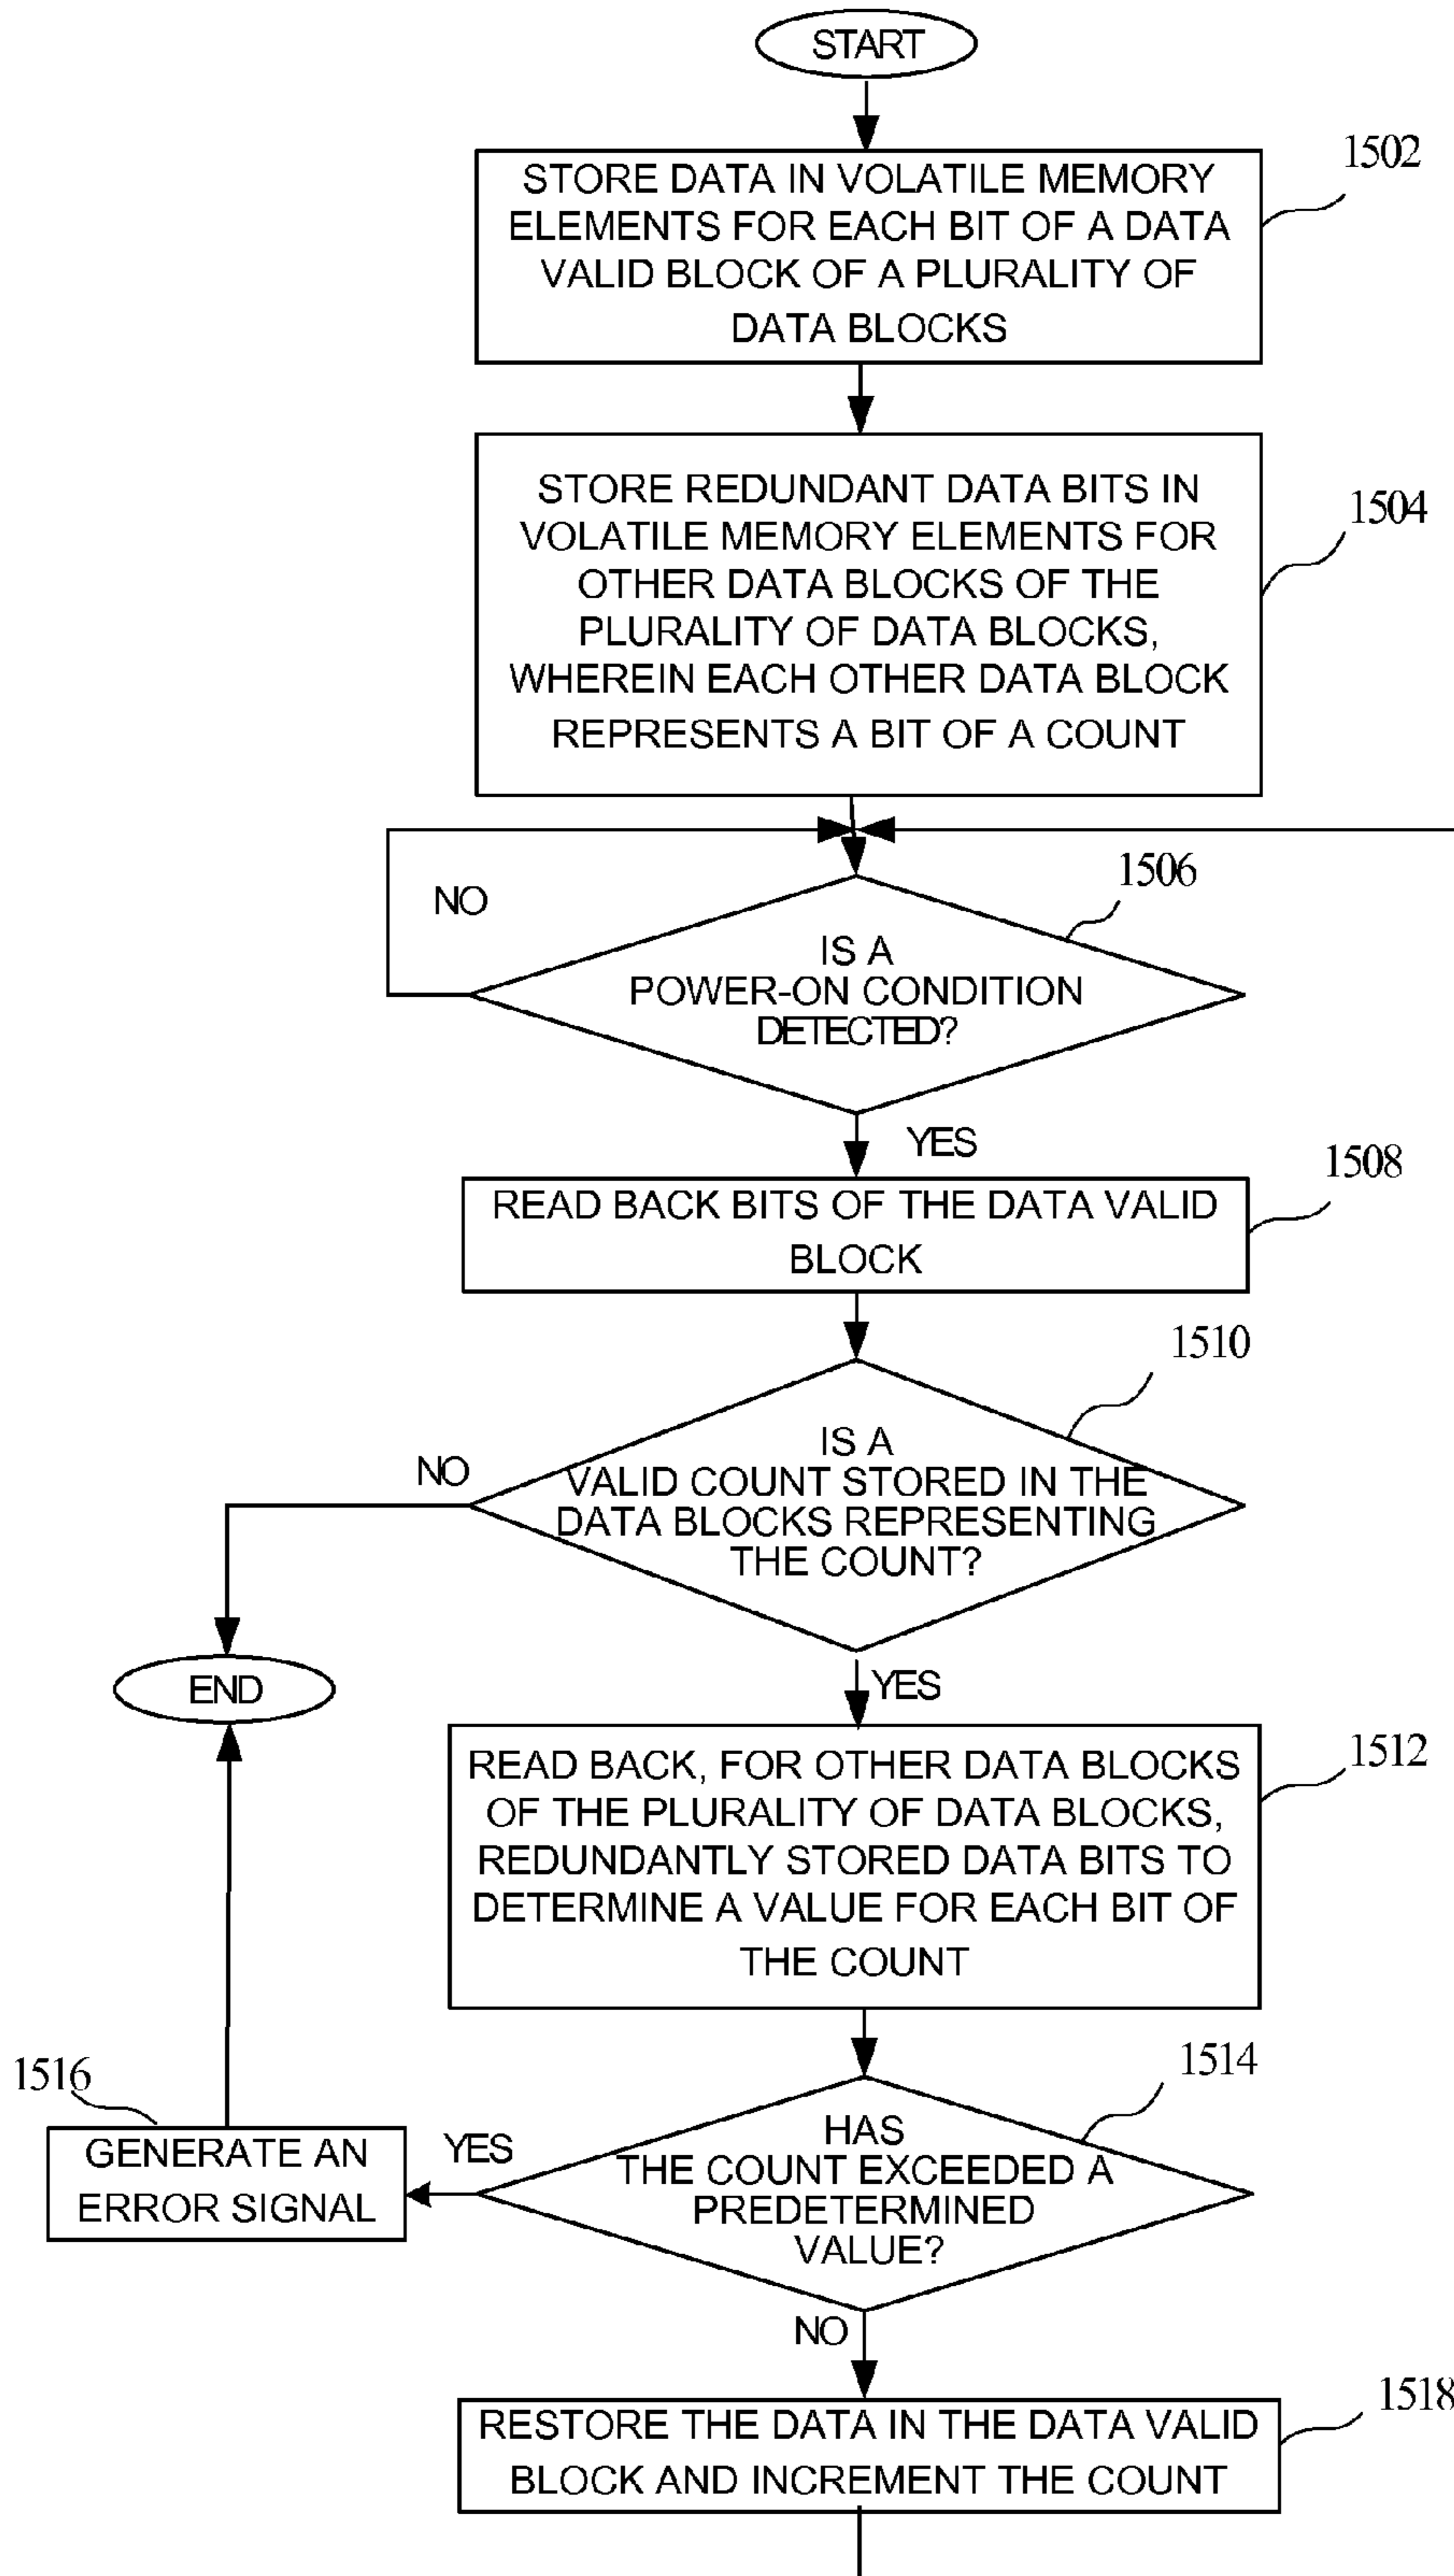 START
1502
STORE DATA IN VOLATILE MEMORY
ELEMENTS FOR EACH BIT OF A DATA
VALID BLOCK OF A PLURALITY OF
DATA BLOCKS
1504
STORE REDUNDANT DATA BITS IN
VOLATILE MEMORY ELEMENTS FOR
OTHER DATA BLOCKS OF THE
PLURALITY OF DATA BLOCKS,
WHEREIN EACH OTHER DATA BLOCK
REPRESENTS A BIT OF A COUNT
1506
NO
IS A
POWER-ON CONDITION
DETECTED?
YES
1508
READ BACK BITS OF THE DATA VALID
BLOCK
1510
NO
IS A
VALID COUNT STORED IN THE
DATA BLOCKS REPRESENTING
THE COUNT?
END
YES
1512
READ BACK, FOR OTHER DATA BLOCKS
OF THE PLURALITY OF DATA BLOCKS,
REDUNDANTLY STORED DATA BITS TO
DETERMINE A VALUE FOR EACH BIT OF
THE COUNT
1514
1516
HAS
THE COUNT EXCEEDED A
PREDETERMINED
VALUE?
YES
GENERATE AN
ERROR SIGNAL
NO
1518
RESTORE THE DATA IN THE DATA VALID
BLOCK AND INCREMENT THE COUNT